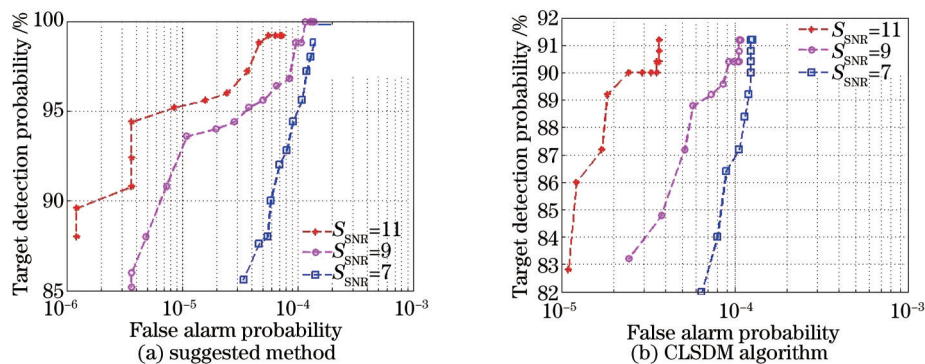 Target detection probability /%
100
95
90
85
S_SNR=11
S_SNR=9
S_SNR=7
10^-6
10^-5
10^-4
10^-3
False alarm probability
(a) suggested method
Target detection probability /%
92
91
90
89
88
87
86
85
84
83
82
S_SNR=11
S_SNR=9
S_SNR=7
10^-5
10^-4
10^-3
False alarm probability
(b) CLSDM algorithm